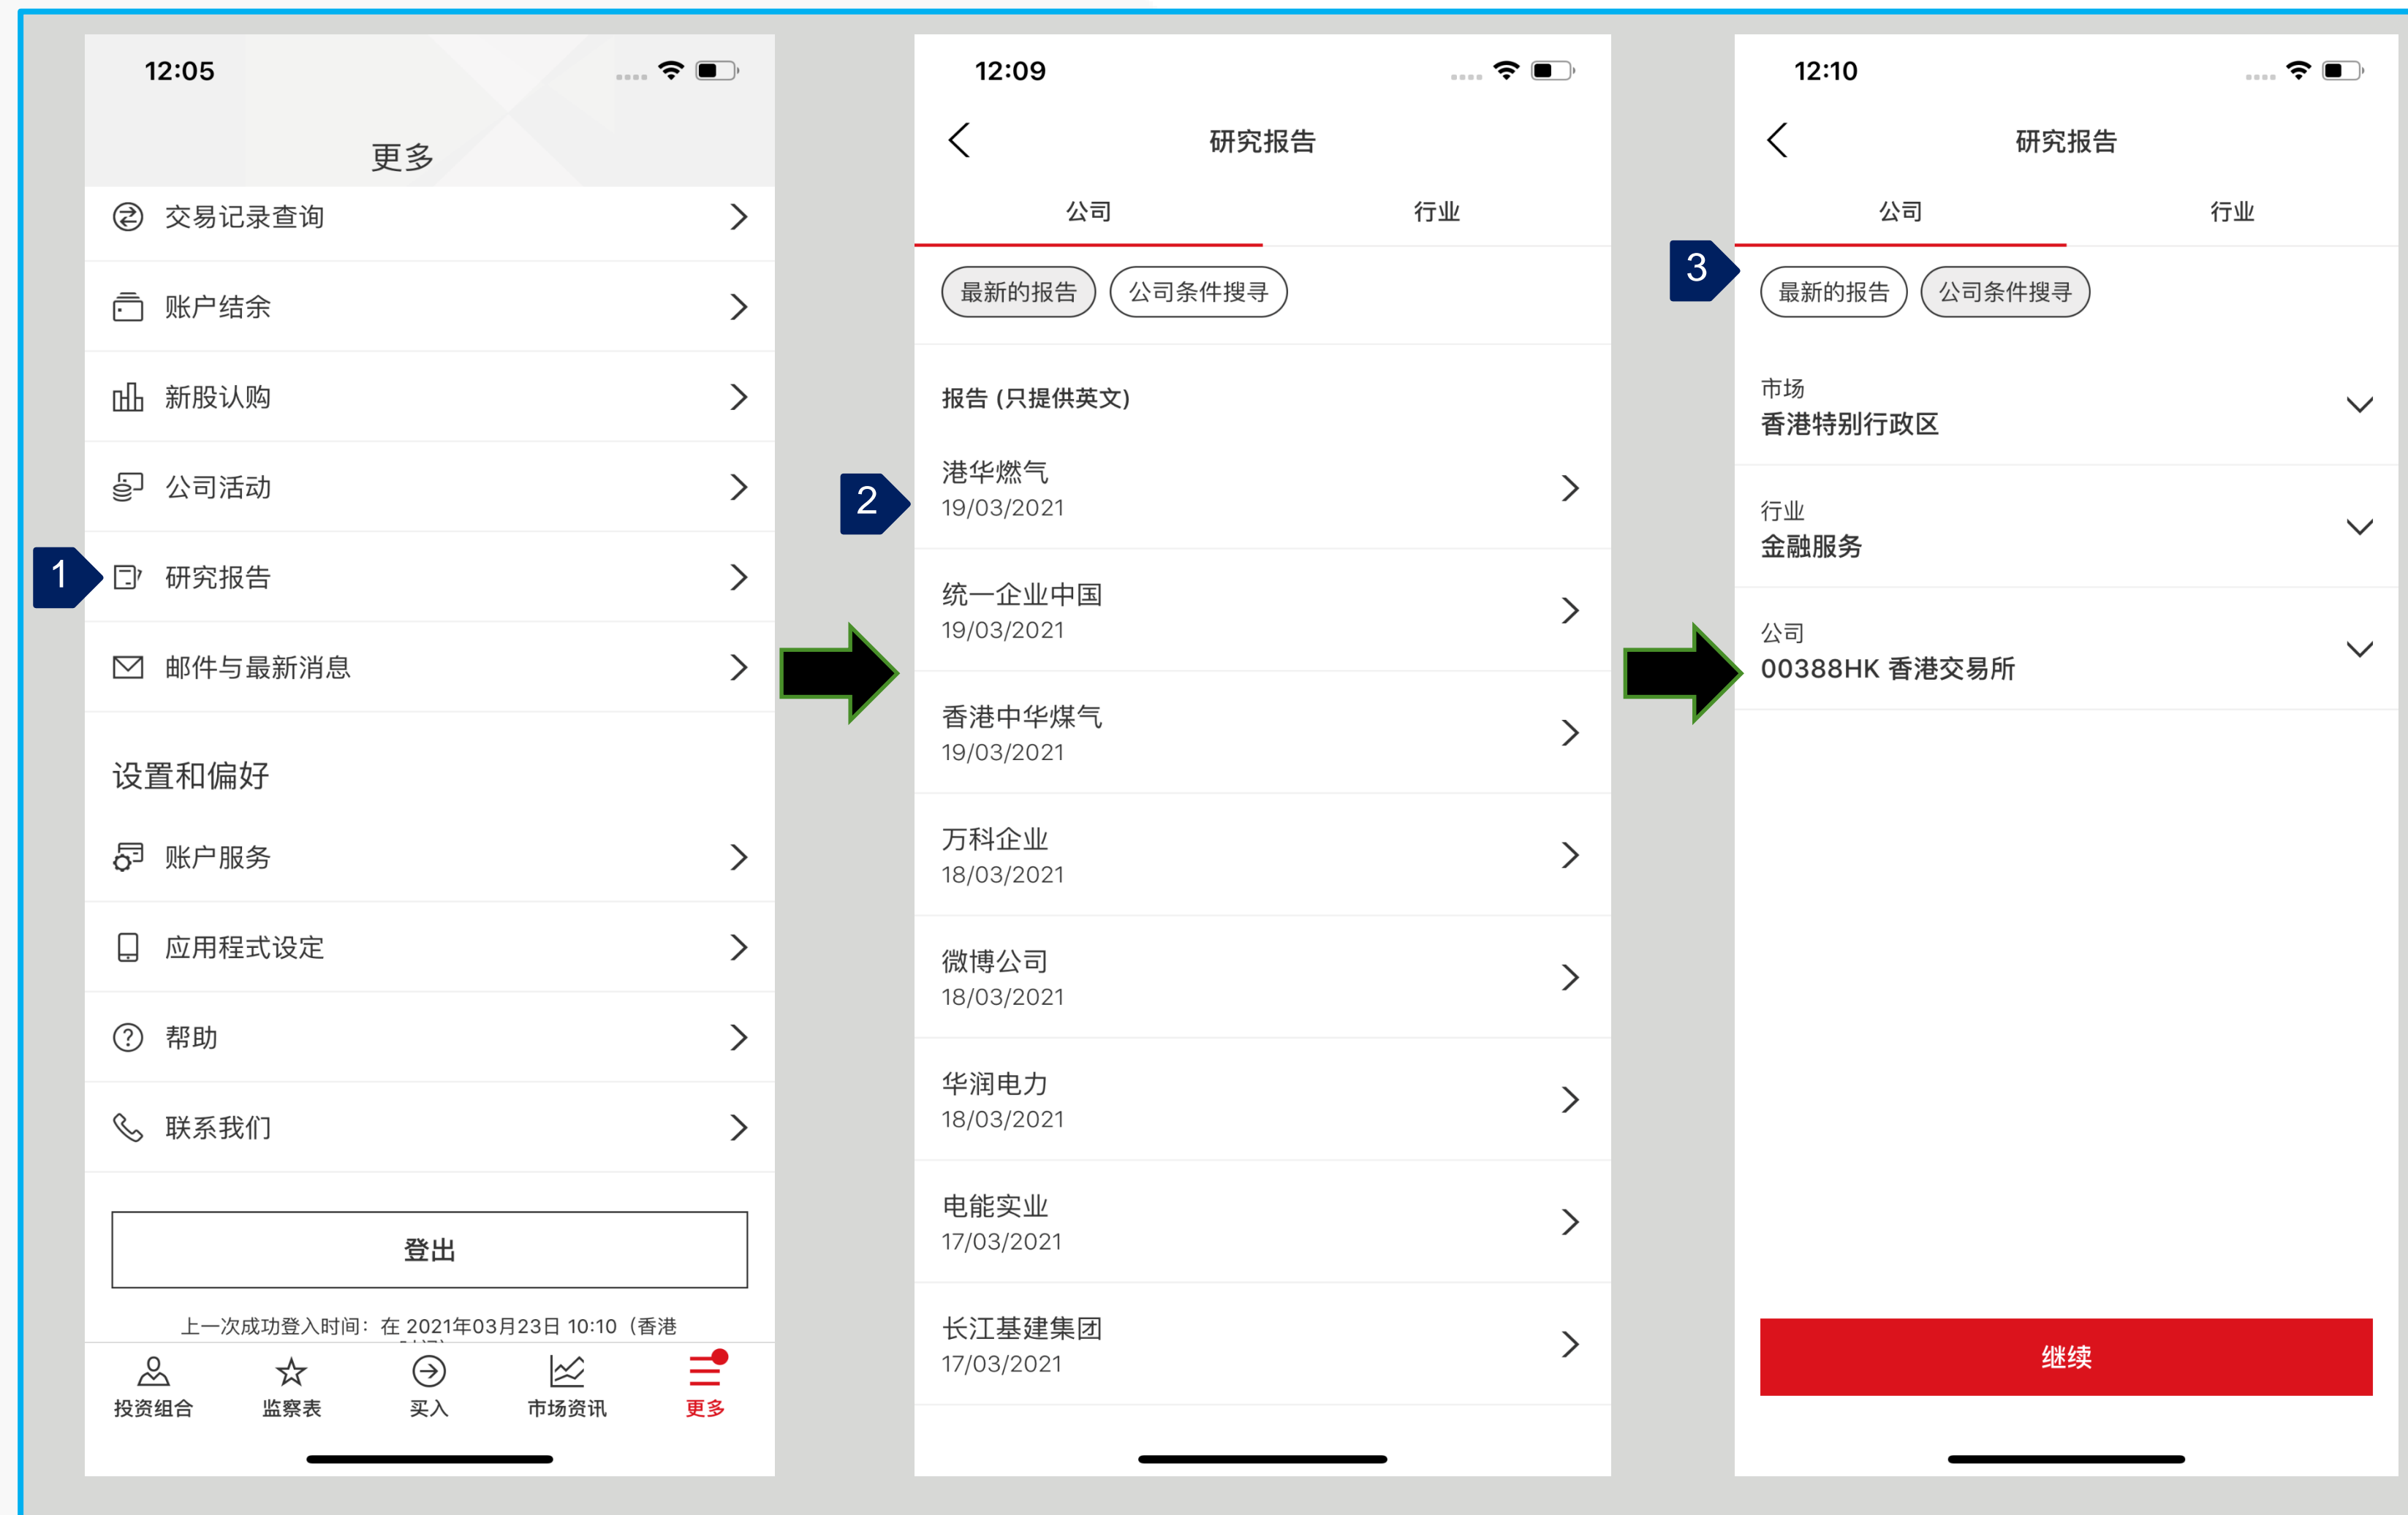 12:05
更多
交易记录查询
账户结余
新股认购
公司活动
1
研究报告
邮件与最新消息
设置和偏好
账户服务
应用程式设定
帮助
联系我们
登出
上一次成功登入时间：在 2021年03月23日 10:10（香港
投资组合
监察表
买入
市场资讯
更多
12:09
研究报告
公司
行业
最新的报告
公司条件搜寻
报告 (只提供英文)
2
港华燃气
19/03/2021
统一企业中国
19/03/2021
香港中华煤气
19/03/2021
万科企业
18/03/2021
微博公司
18/03/2021
华润电力
18/03/2021
电能实业
17/03/2021
长江基建集团
17/03/2021
12:10
研究报告
公司
行业
3
最新的报告
公司条件搜寻
市场
香港特别行政区
行业
金融服务
公司
00388HK 香港交易所
继续